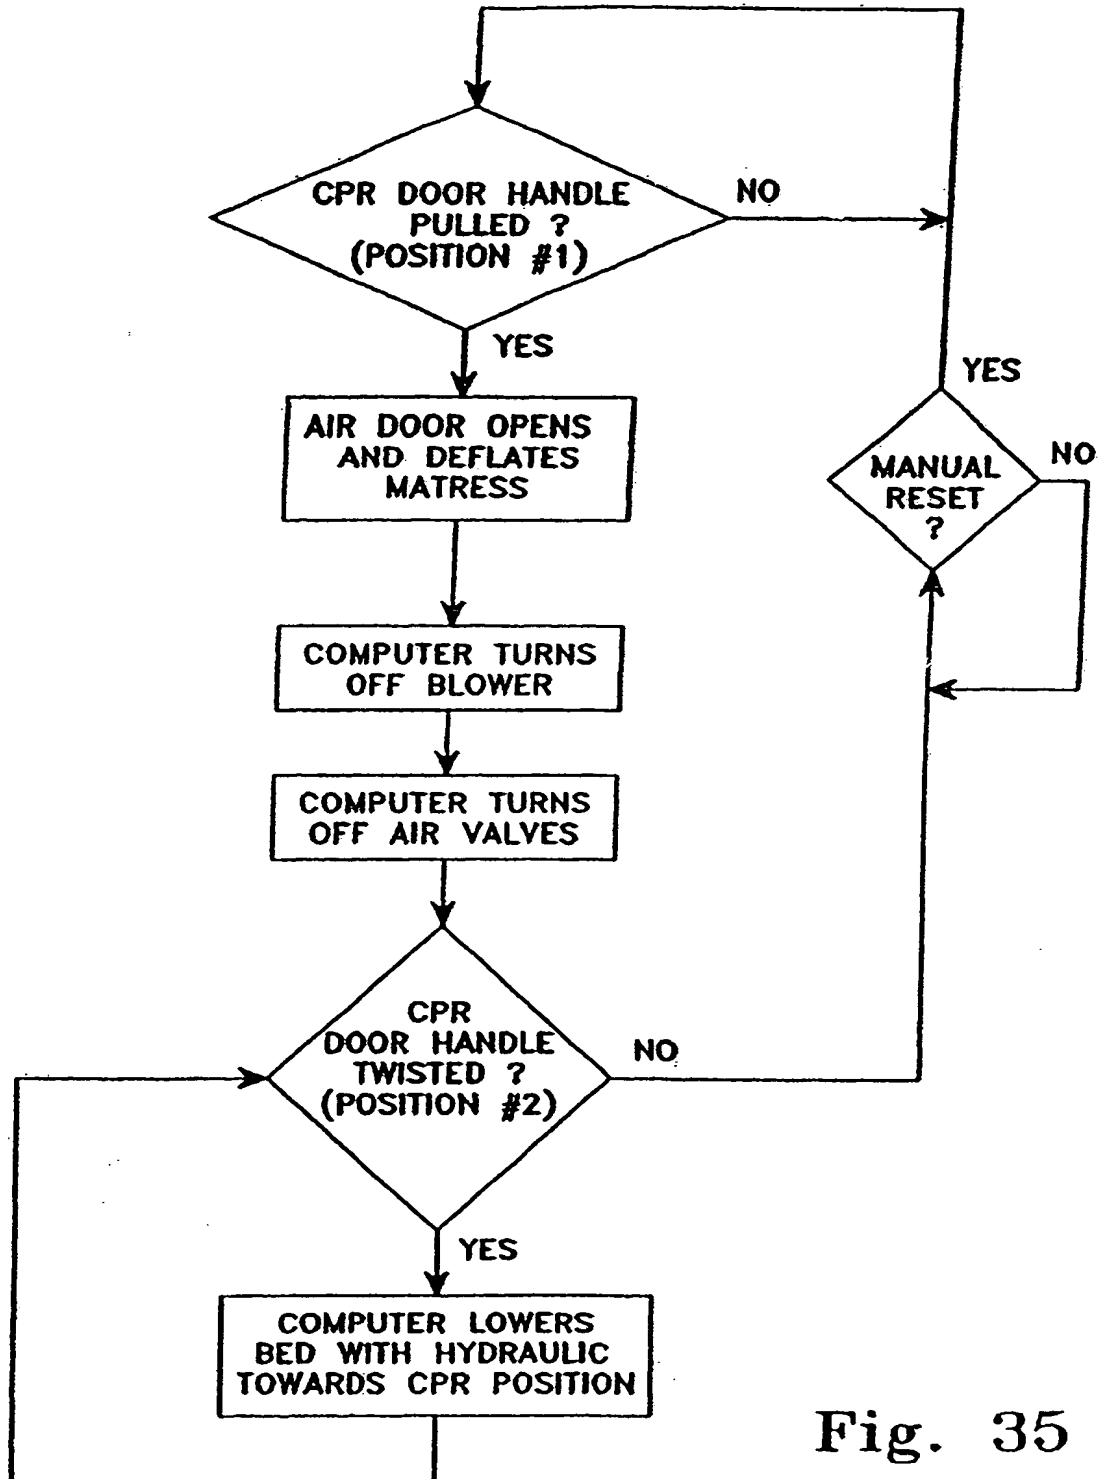 CPR DOOR HANDLE
PULLED ?
(POSITION #1)
NO
YES
AIR DOOR OPENS
AND DEFLATES
MATRESS
YES
MANUAL
RESET
?
NO
COMPUTER TURNS
OFF BLOWER
COMPUTER TURNS
OFF AIR VALVES
CPR
DOOR HANDLE
TWISTED ?
(POSITION #2)
NO
YES
COMPUTER LOWERS
BED WITH HYDRAULIC
TOWARDS CPR POSITION
Fig. 35